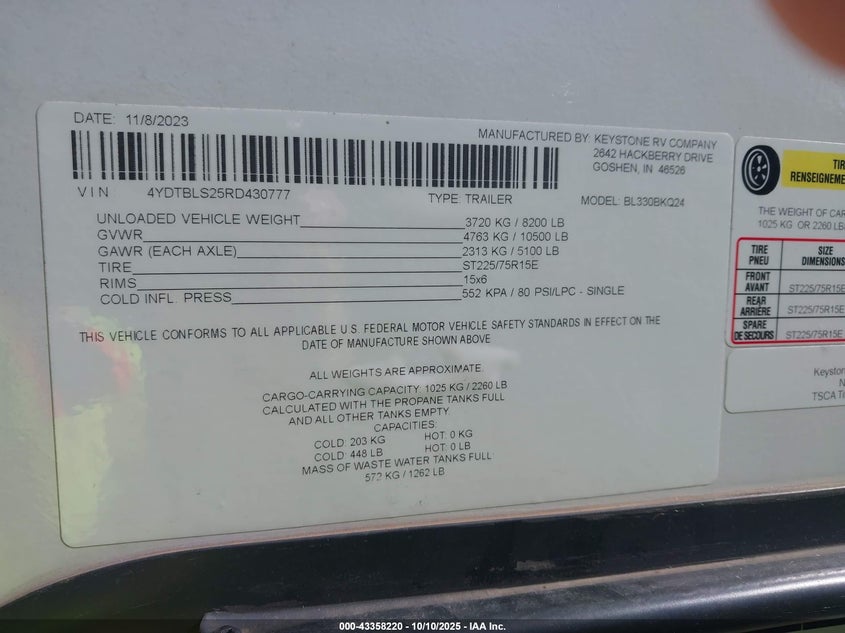 DATE: 11/8/2023
MANUFACTURED BY: KEYSTONE RV COMPANY
2642 HACKBERRY DRIVE
GOSHEN, IN 46526
VIN 4YDTBLS25RD430777 TYPE: TRAILER MODEL: BL330BKQ24
UNLOADED VEHICLE WEIGHT 3720 KG / 8200 LB
GVWR 4763 KG / 10500 LB
GAWR (EACH AXLE) 2313 KG / 5100 LB
TIRE ST225/75R15E
RIMS 15x6
COLD INFL. PRESS 552 KPA / 80 PSI/LPC - SINGLE
THIS VEHICLE CONFORMS TO ALL APPLICABLE U.S. FEDERAL MOTOR VEHICLE SAFETY STANDARDS IN EFFECT ON THE
DATE OF MANUFACTURE SHOWN ABOVE
ALL WEIGHTS ARE APPROXIMATE.
CARGO-CARRYING CAPACITY: 1025 KG / 2260 LB
CALCULATED WITH THE PROPANE TANKS FULL
AND ALL OTHER TANKS EMPTY
CAPACITIES:
COLD: 203 KG HOT: 0 KG
COLD: 448 LB HOT: 0 LB
MASS OF WASTE WATER TANKS FULL
572 KG / 1262 LB
TIR
RENSEIGNEME
THE WEIGHT OF CAR
1025 KG OR 2260 LB
TIRE SIZE
PNEU DIMENSIONS
FRONT
AVANT ST225/75R15E
REAR
ARRIÈRE ST225/75R15E
SPARE
DE SECOURS ST225/75R15E
Keystone
N
TSCA Ti
000-43358220 - 10/10/2025 - IAA Inc.